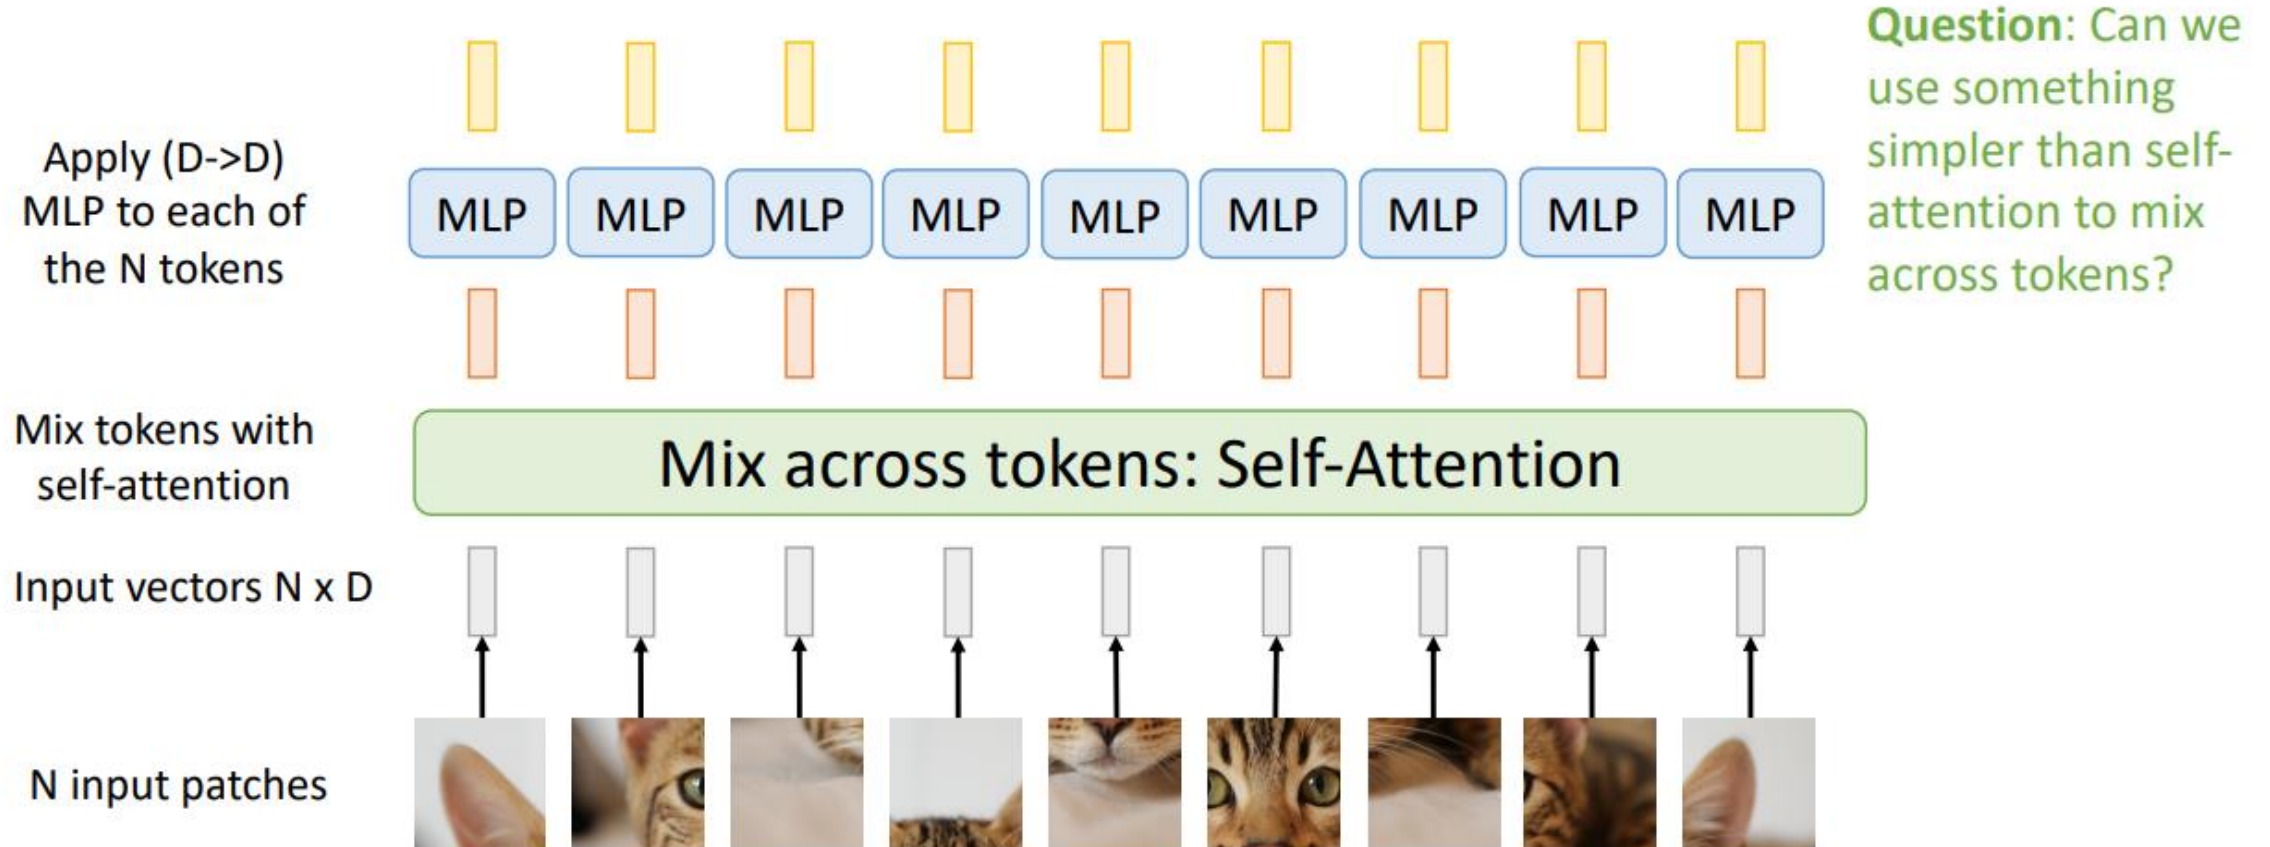 Question: Can we
use something
simpler than self-
attention to mix
across tokens?
Apply (D->D)
MLP to each of
the N tokens
MLP MLP MLP MLP MLP MLP MLP MLP MLP
Mix tokens with
self-attention
Mix across tokens: Self-Attention
Input vectors N x D
N input patches